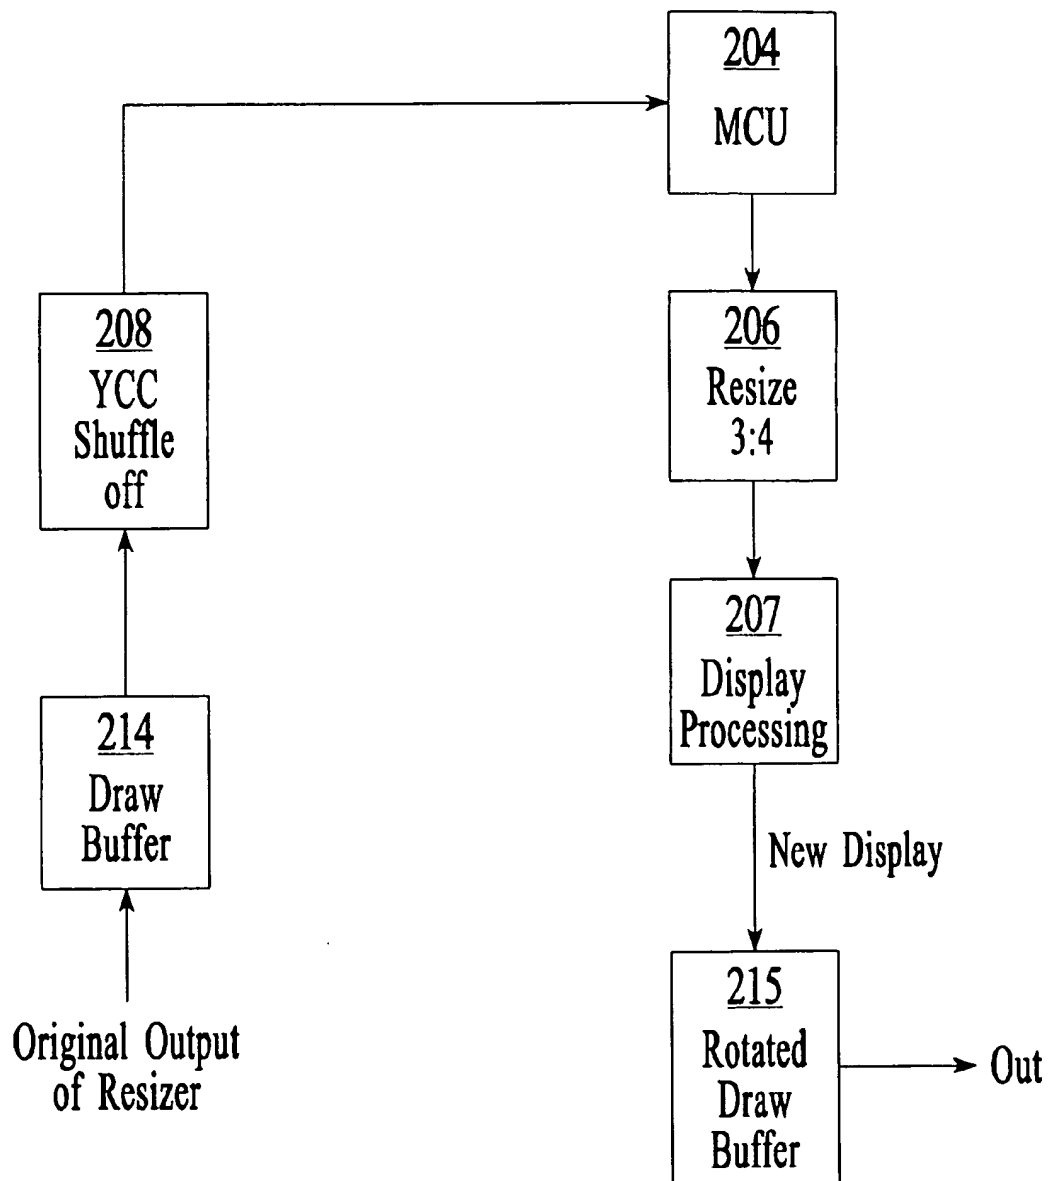 204
MCU
208
YCC
Shuffle
off
206
Resize
3:4
207
Display
Processing
214
Draw
Buffer
New Display
215
Rotated
Draw
Buffer
Out
Original Output
of Resizer